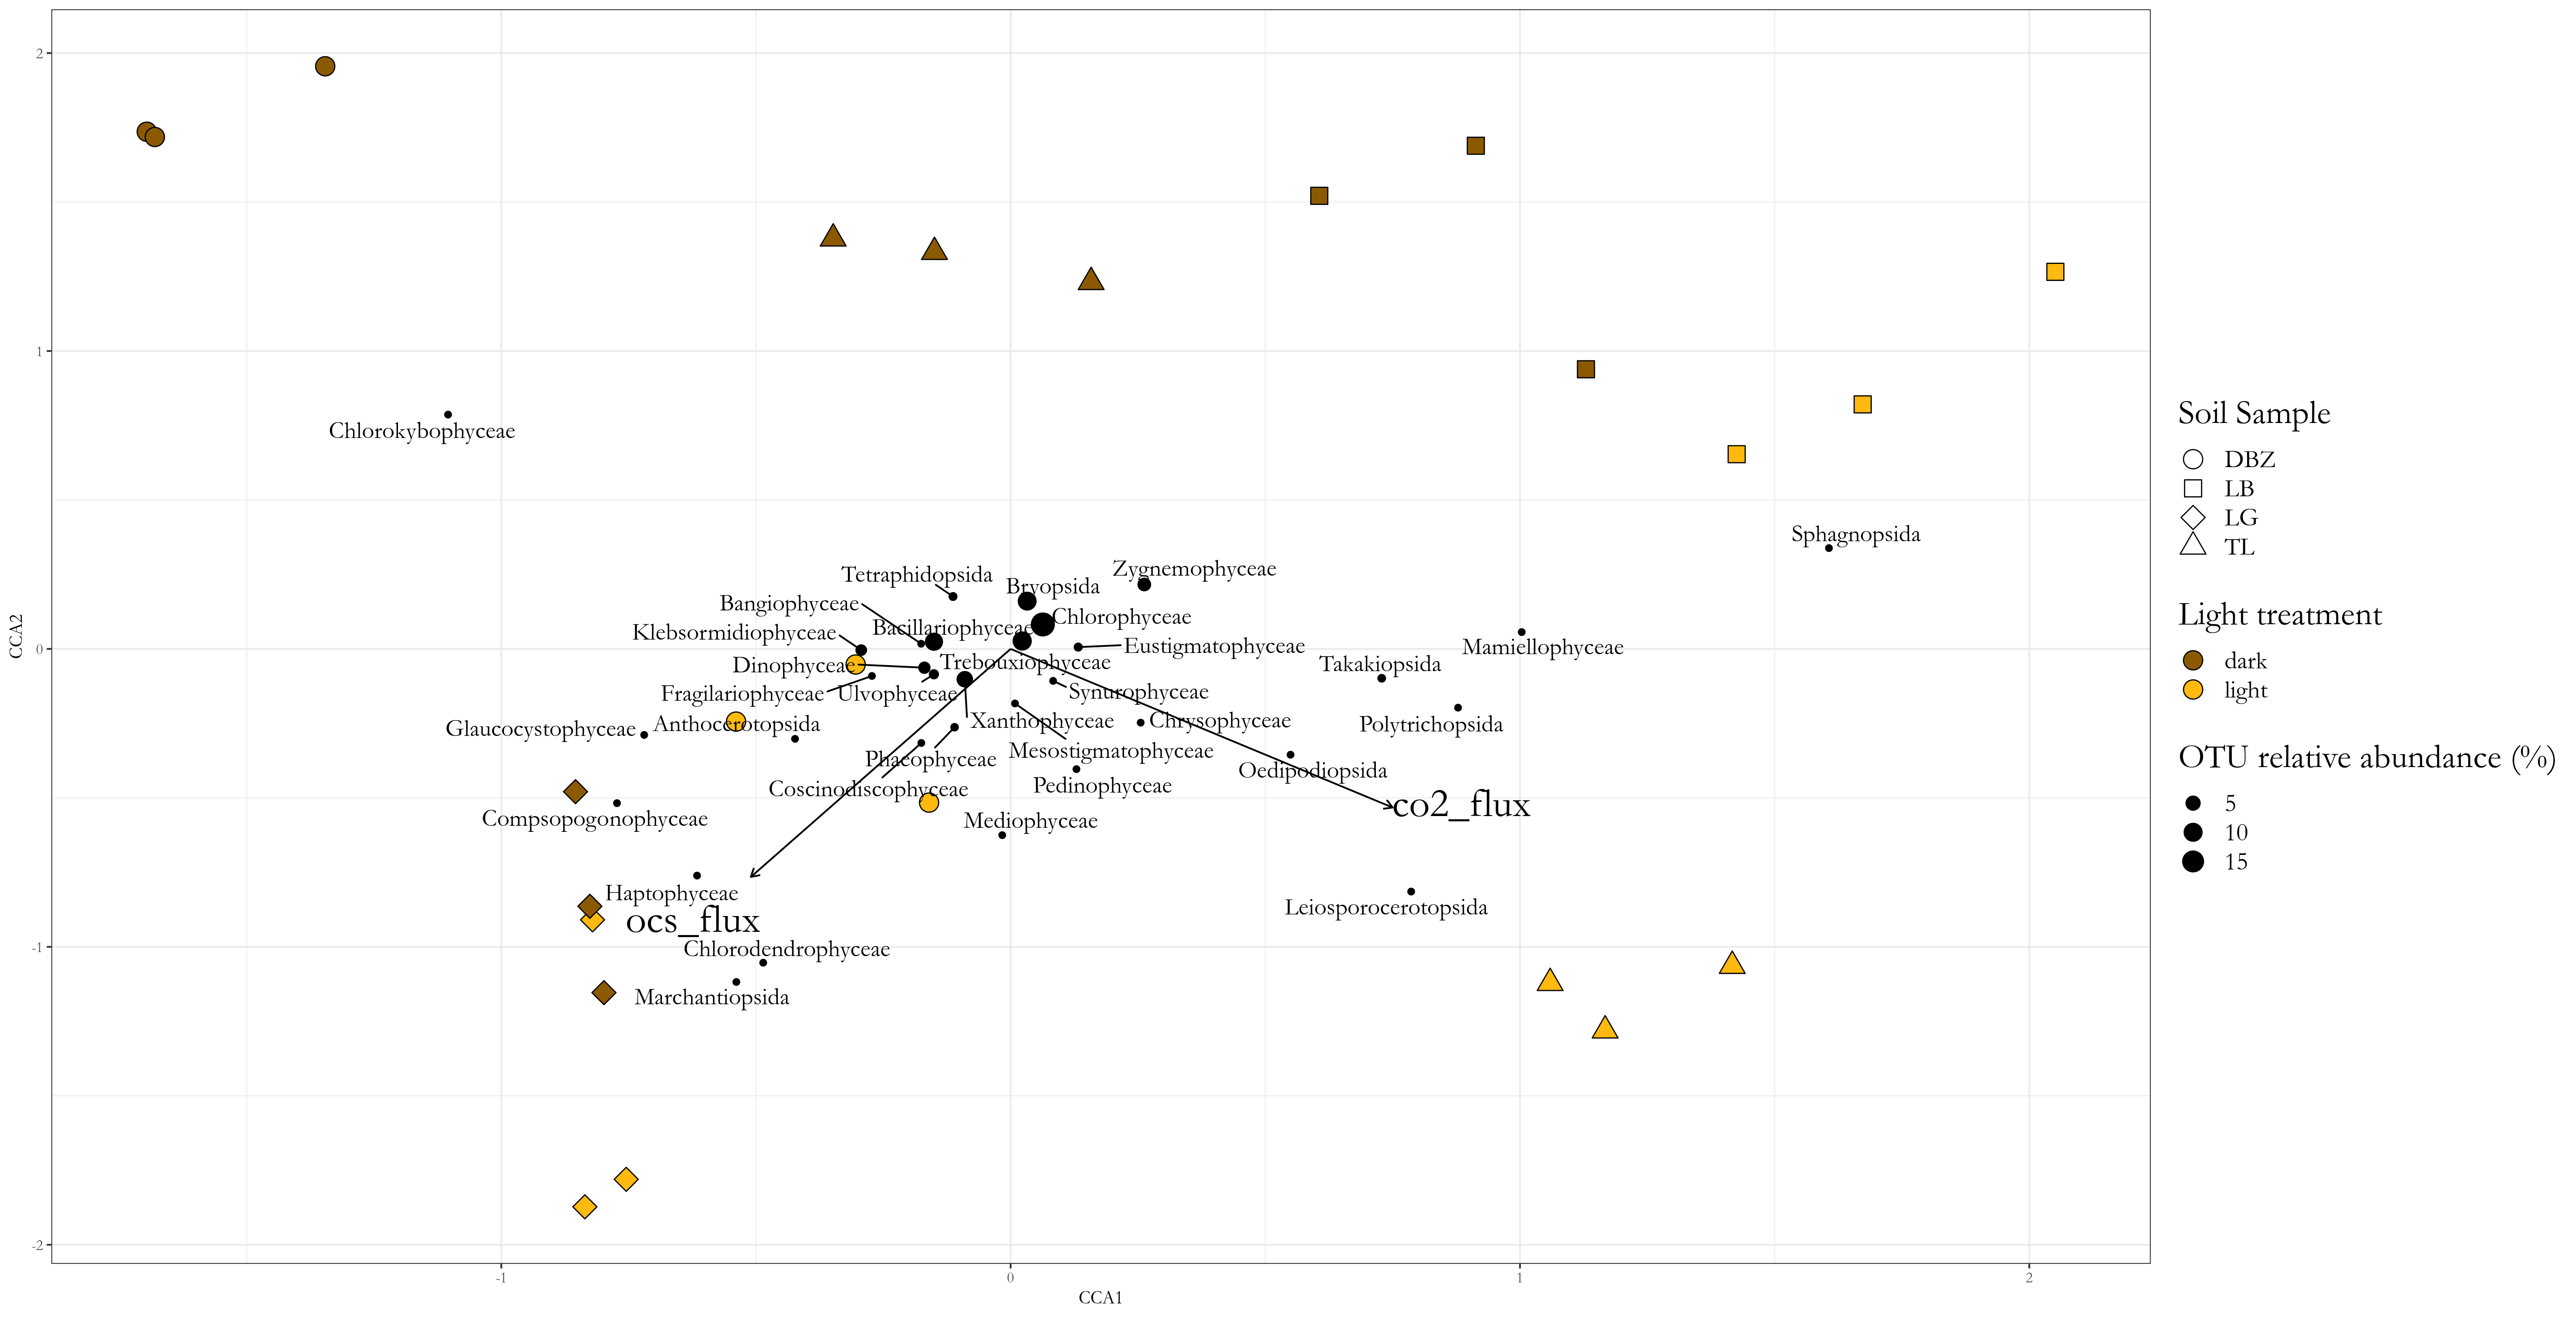 2
1
0
-1
-2
CCA2
-1
0
1
2
CCA1
Chlorokybophyceae
Sphagnopsida
Zygnemophyceae
Tetraphidopsida
Bryopsida
Bangiophyceae
Chlorophyceae
Bacillariophyceae
Klebsormidiophyceae
Eustigmatophyceae
Mamiellophyceae
Trebouxiophyceae
Takakiopsida
Dinophyceae
Synurophyceae
Fragilariophyceae
Ulvophyceae
Xanthophyceae
Chrysophyceae
Anthocerotopsida
Polytrichopsida
Glaucocystophyceae
Mesostigmatophyceae
Phaeophyceae
Oedipodiopsida
Pedinophyceae
Coscinodiscophyceae
co2_flux
Compsopogonophyceae
Mediophyceae
Haptophyceae
Leiosporocerotopsida
ocs_flux
Chlorodendrophyceae
Marchantiopsida
Soil Sample
DBZ
LB
LG
TL
Light treatment
dark
light
OTU relative abundance (%)
5
10
15